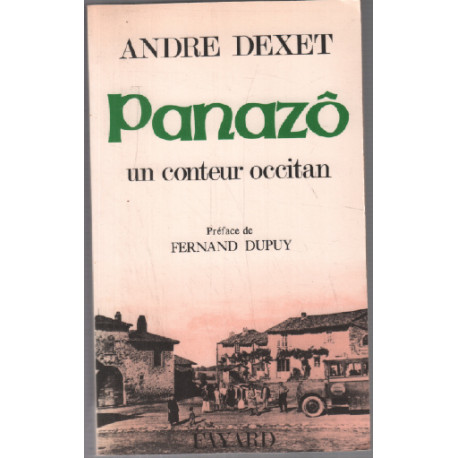 ANDRE DEXET
Panazô
un conteur occitan
Préface de
FERNAND DUPUY
FAYARD